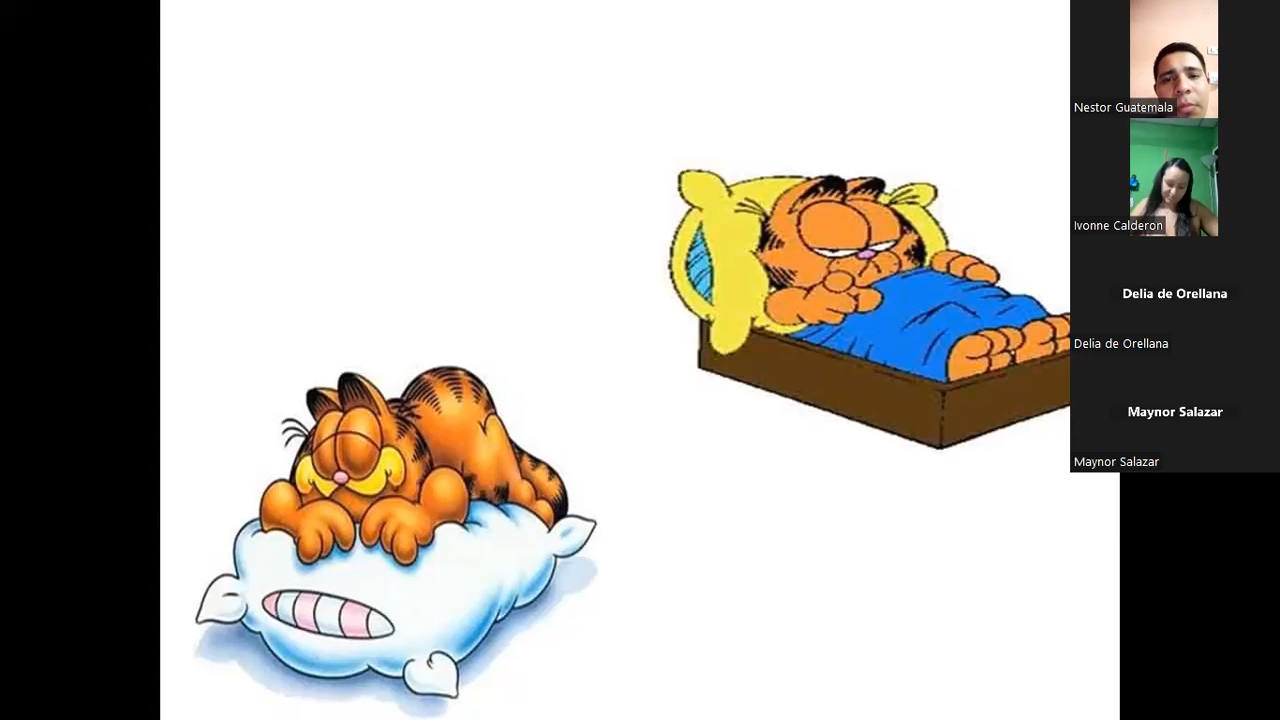 Nestor Guatemala
Ivonne Calderon
Delia de Orellana
Delia de Orellana
Maynor Salazar
Maynor Salazar